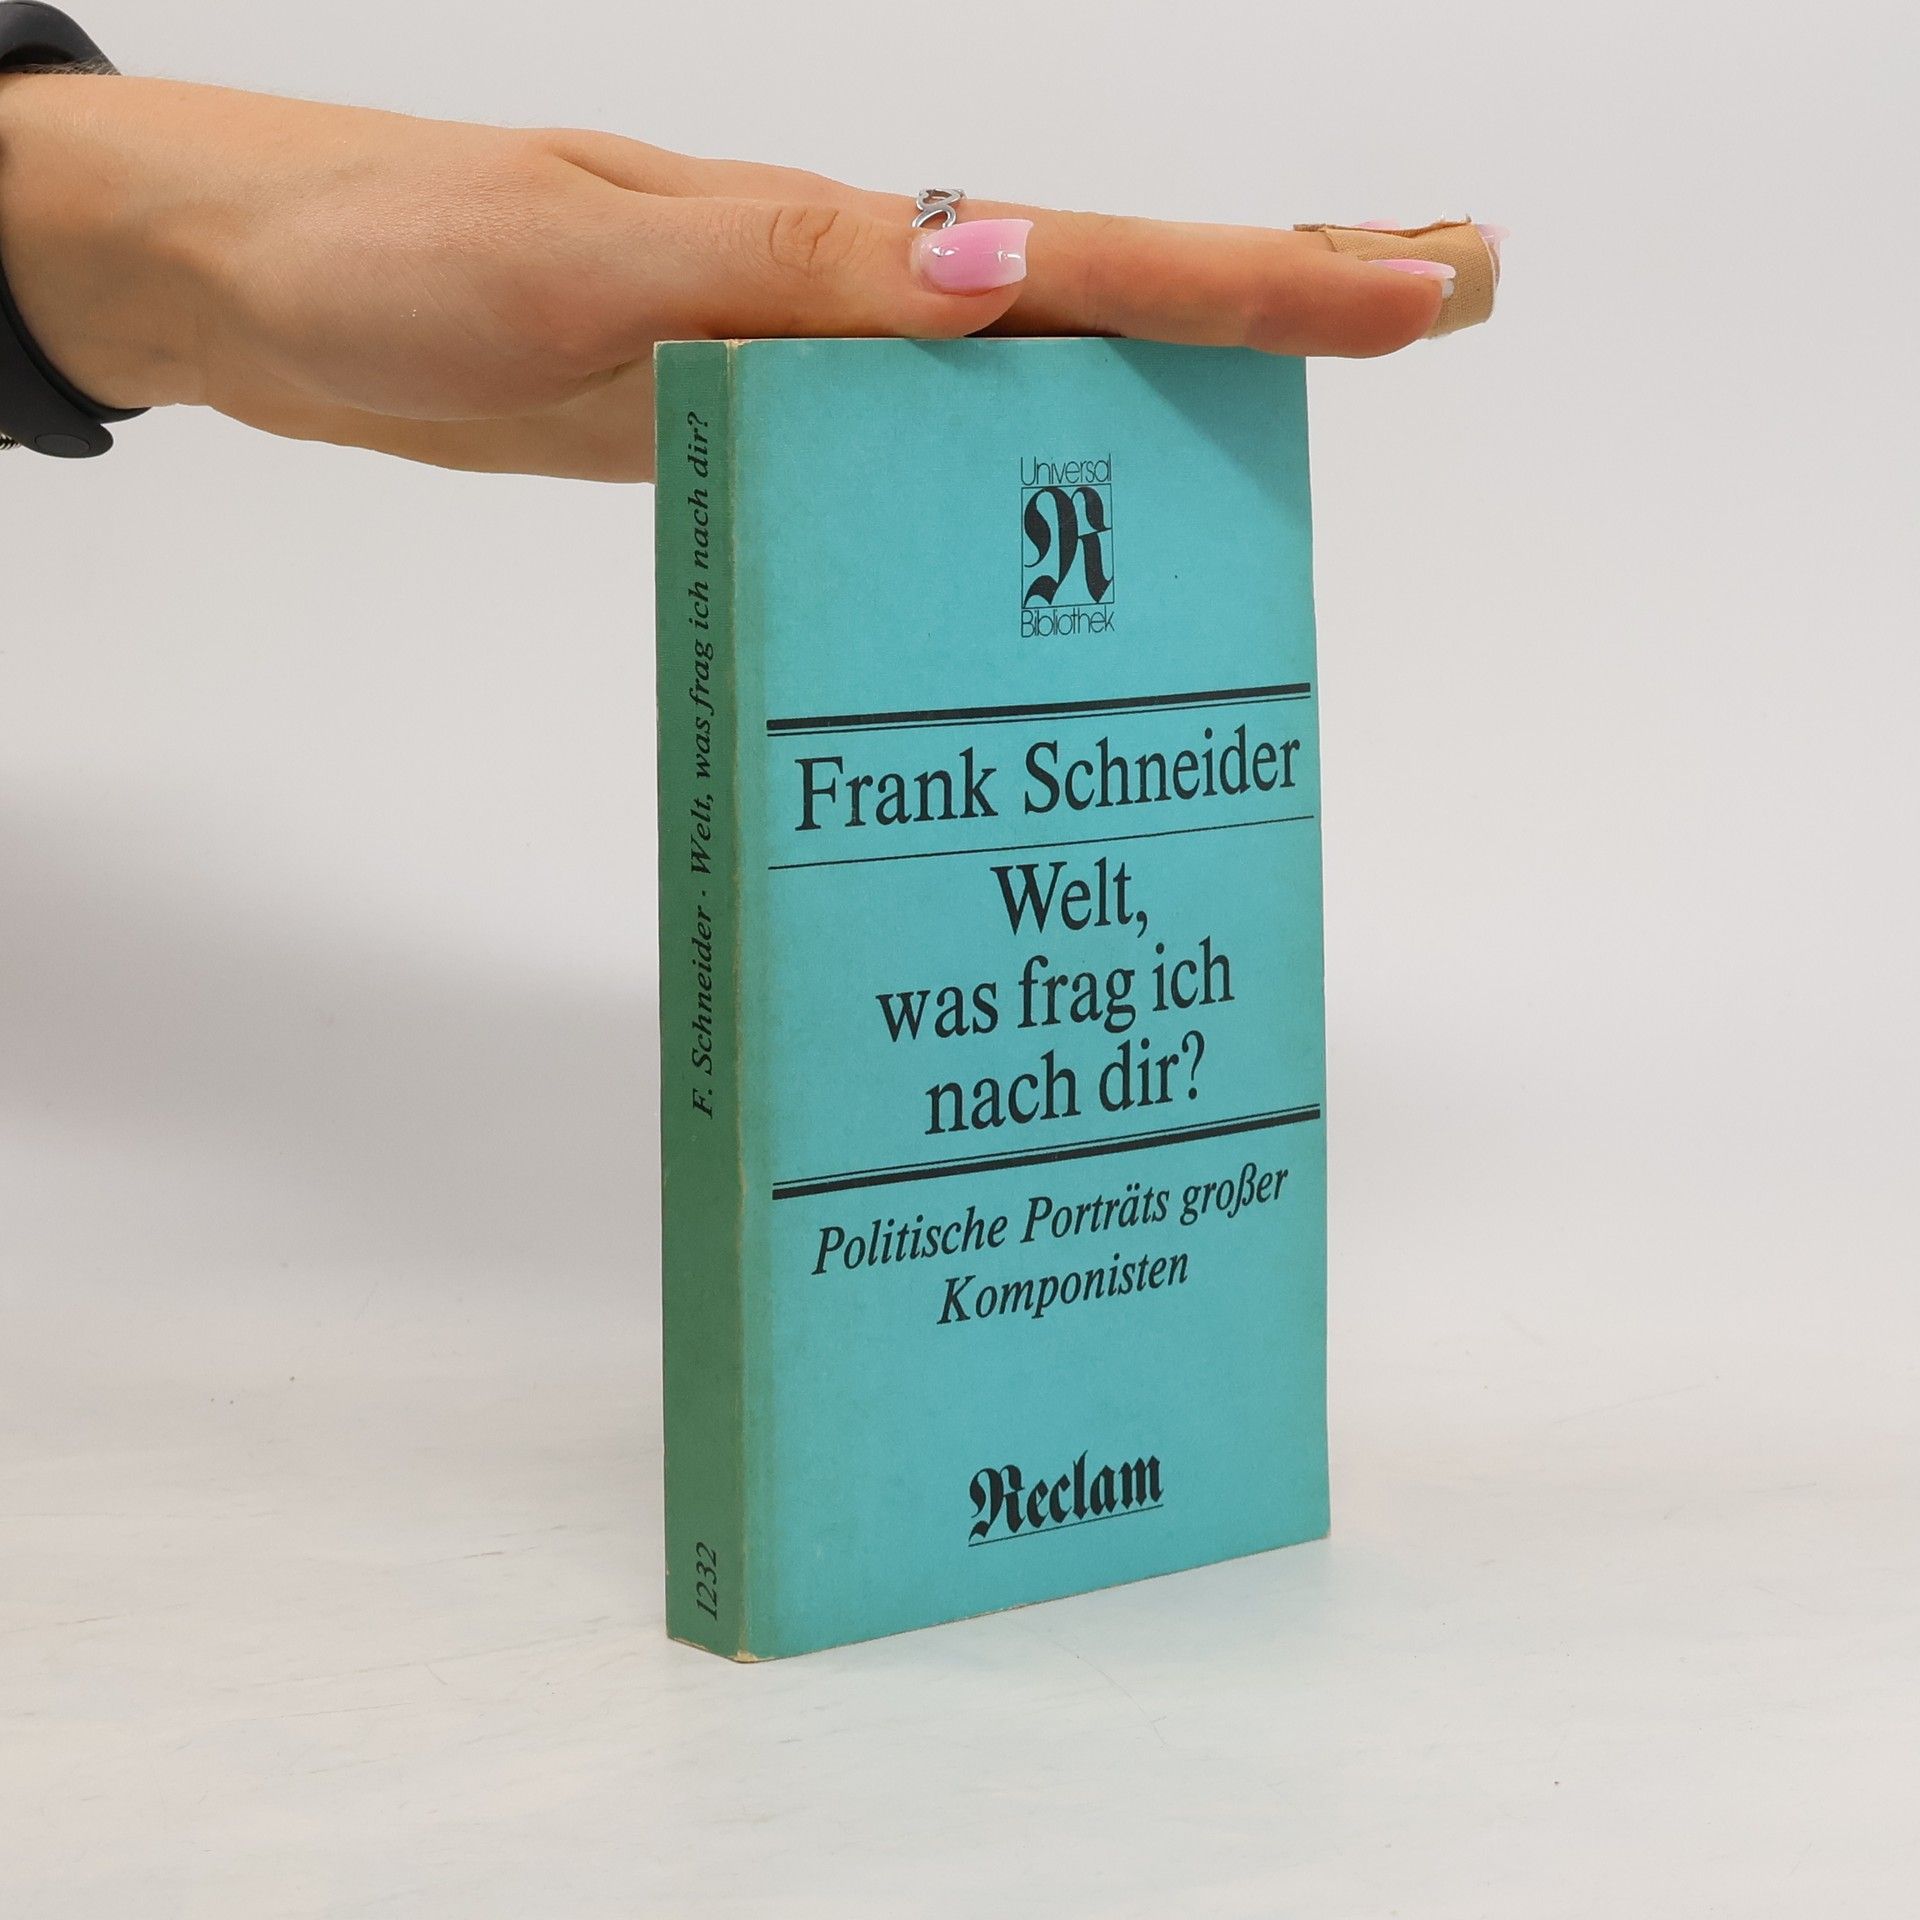 F. Schneider · Welt, was frag ich nach dir?
1232
Universal
R
Bibliothek
Frank Schneider
Welt,
was frag ich
nach dir?
Politische Porträts großer
Komponisten
Reclam